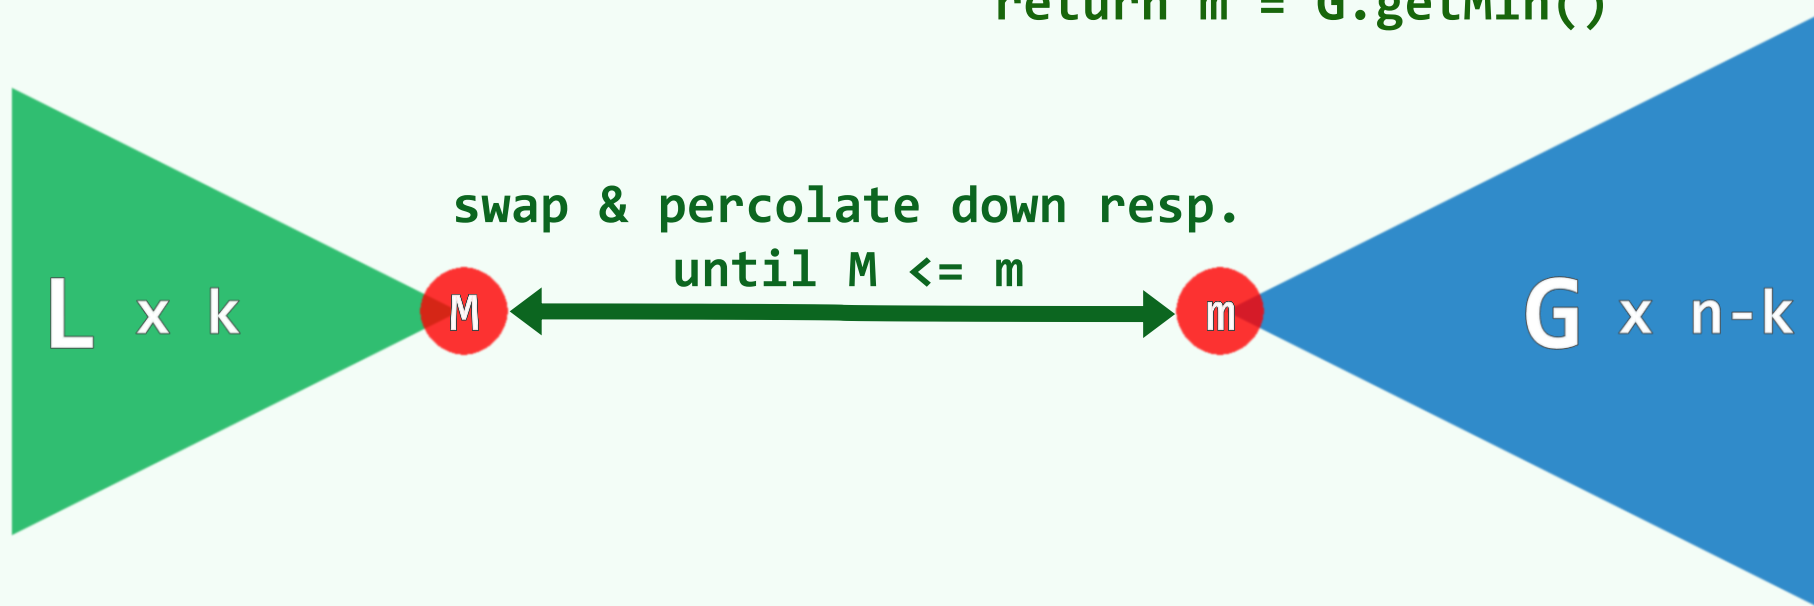 return m = G.getMin()
swap & percolate down resp.
until M <= m
L x k
M
m
G x n-k